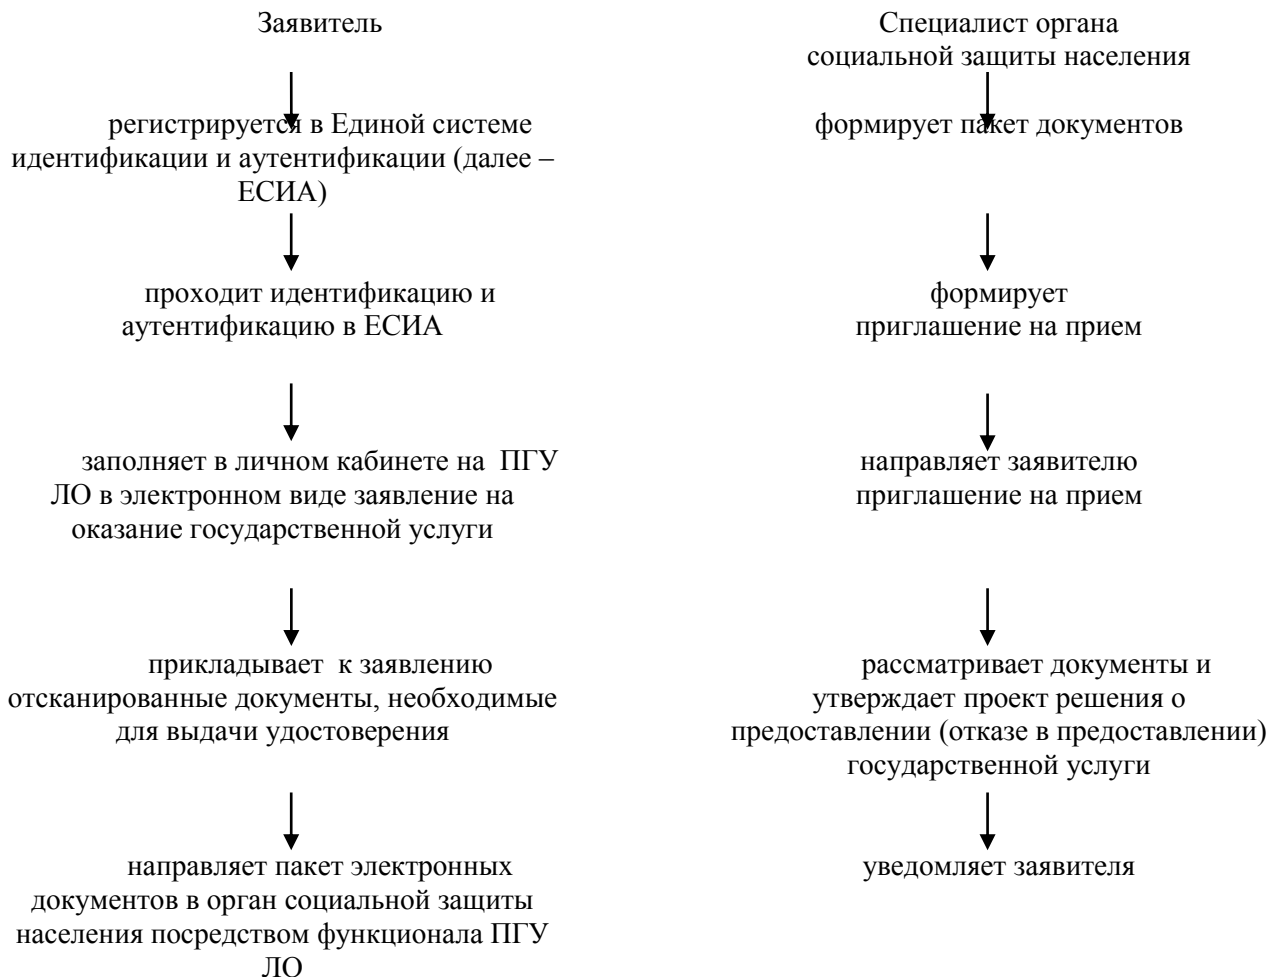 Заявитель
регистрируется в Единой системе
идентификации и аутентификации (далее –
ЕСИА)
проходит идентификацию и
аутентификацию в ЕСИА
заполняет в личном кабинете на  ПГУ
ЛО в электронном виде заявление на
оказание государственной услуги
прикладывает  к заявлению
отсканированные документы, необходимые
для выдачи удостоверения
направляет пакет электронных
документов в орган социальной защиты
населения посредством функционала ПГУ
ЛО
Специалист органа
социальной защиты населения
формирует пакет документов
формирует
приглашение на прием
направляет заявителю
приглашение на прием
рассматривает документы и
утверждает проект решения о
предоставлении (отказе в предоставлении)
государственной услуги
уведомляет заявителя